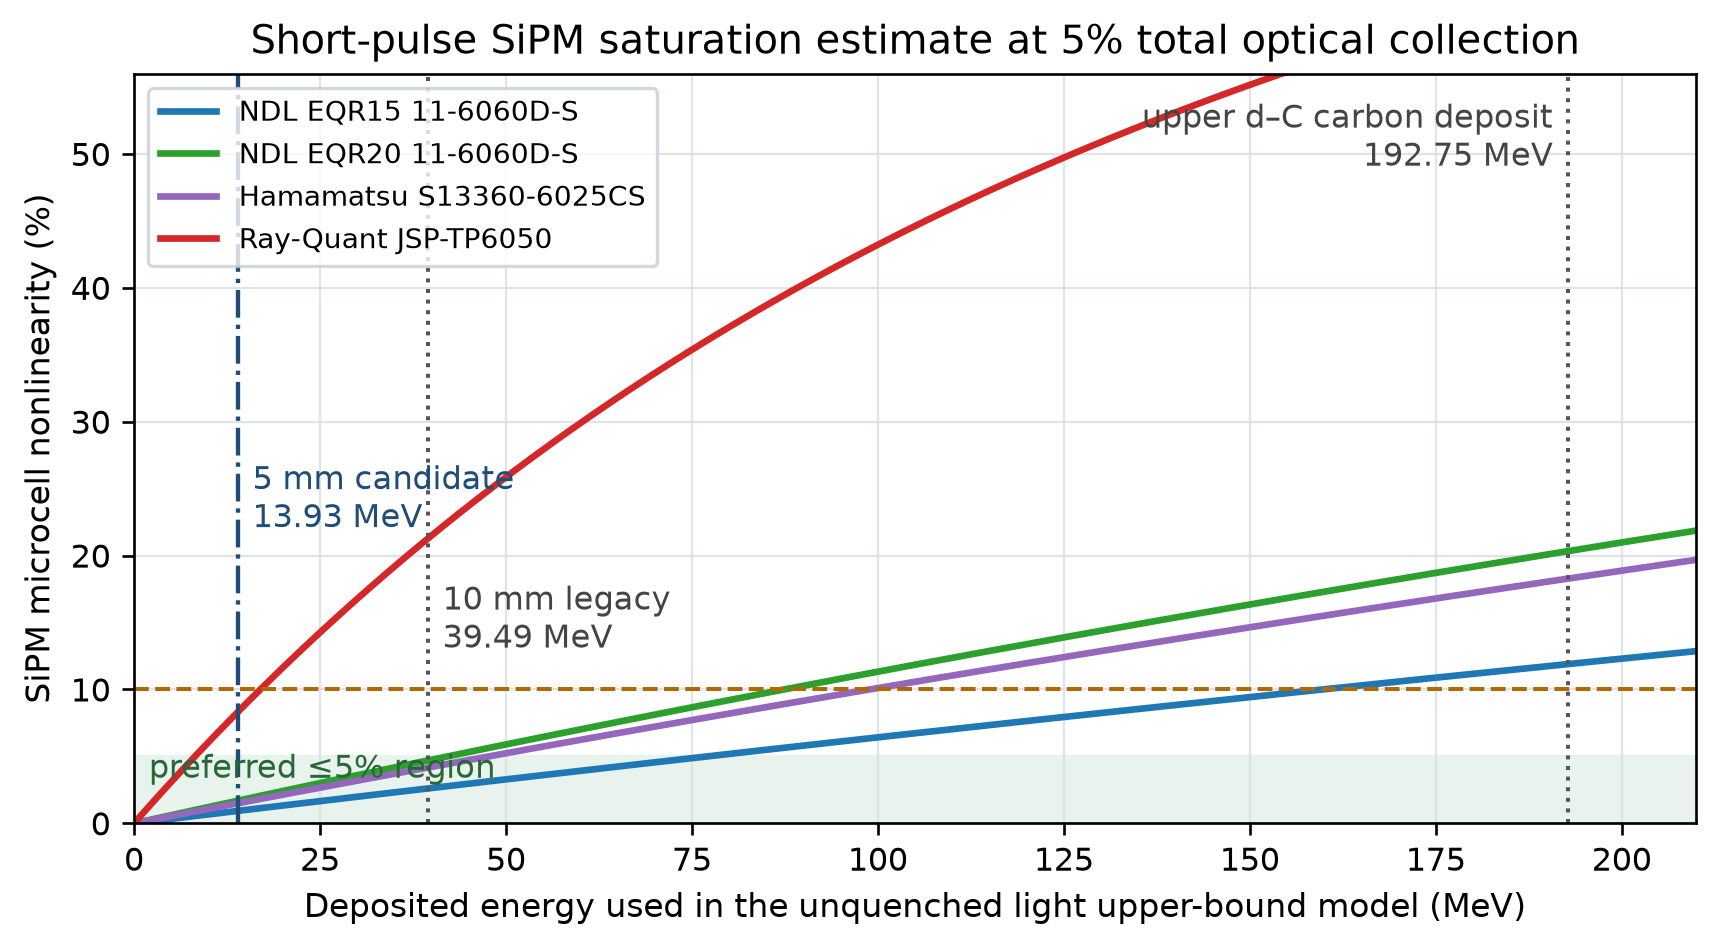 Short-pulse SiPM saturation estimate at 5% total optical collection
NDL EQR15 11-6060D-S
NDL EQR20 11-6060D-S
Hamamatsu S13360-6025CS
Ray-Quant JSP-TP6050
upper d–C carbon deposit
192.75 MeV
5 mm candidate
13.93 MeV
10 mm legacy
39.49 MeV
preferred ≤5% region
SiPM microcell nonlinearity (%)
50
40
30
20
10
0
0 25 50 75 100 125 150 175 200
Deposited energy used in the unquenched light upper-bound model (MeV)